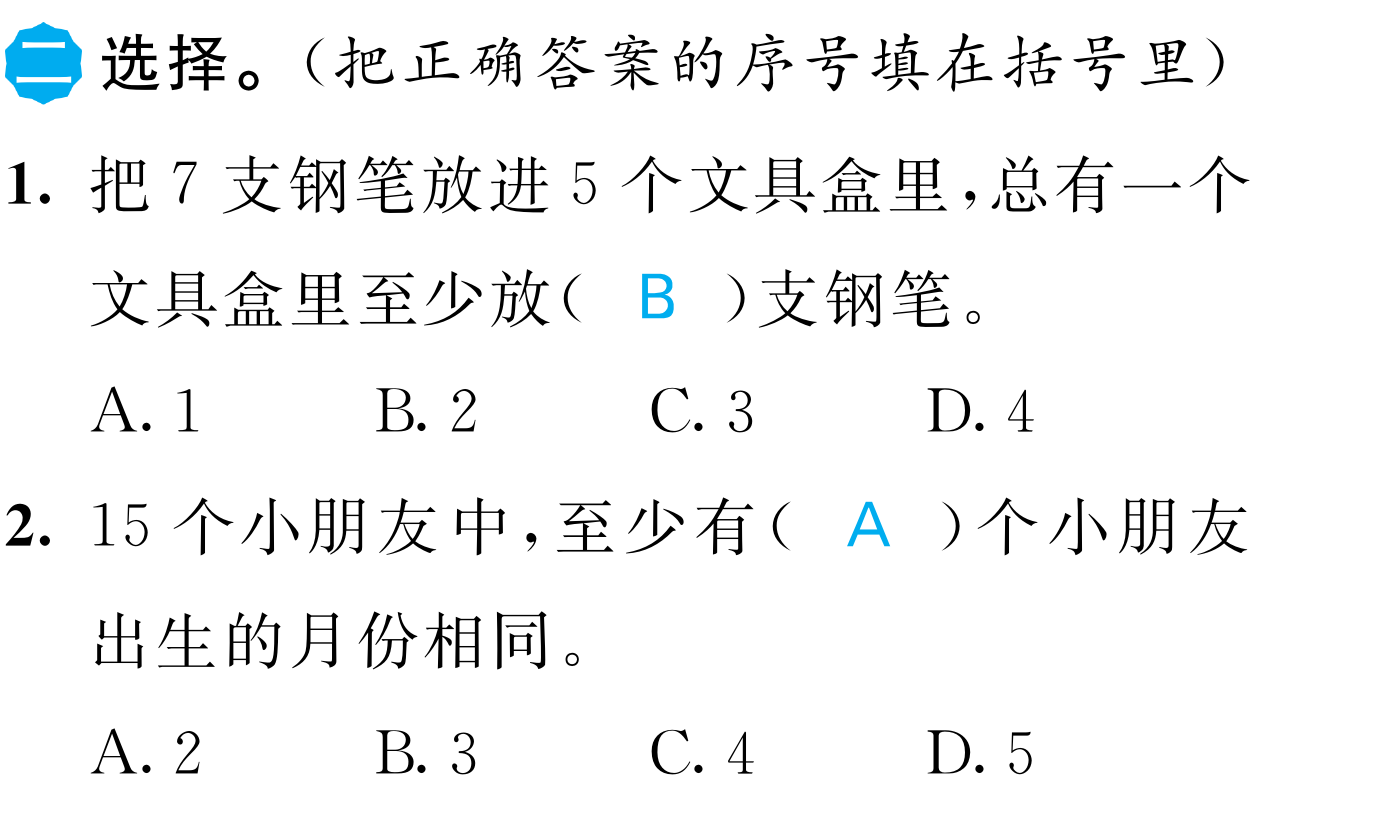 二 选择。(把正确答案的序号填在括号里)
1. 把 7 支钢笔放进 5 个文具盒里,总有一个
文具盒里至少放( B )支钢笔。
A. 1 B. 2 C. 3 D. 4
2. 15 个小朋友中,至少有( A )个小朋友
出生的月份相同。
A. 2 B. 3 C. 4 D. 5